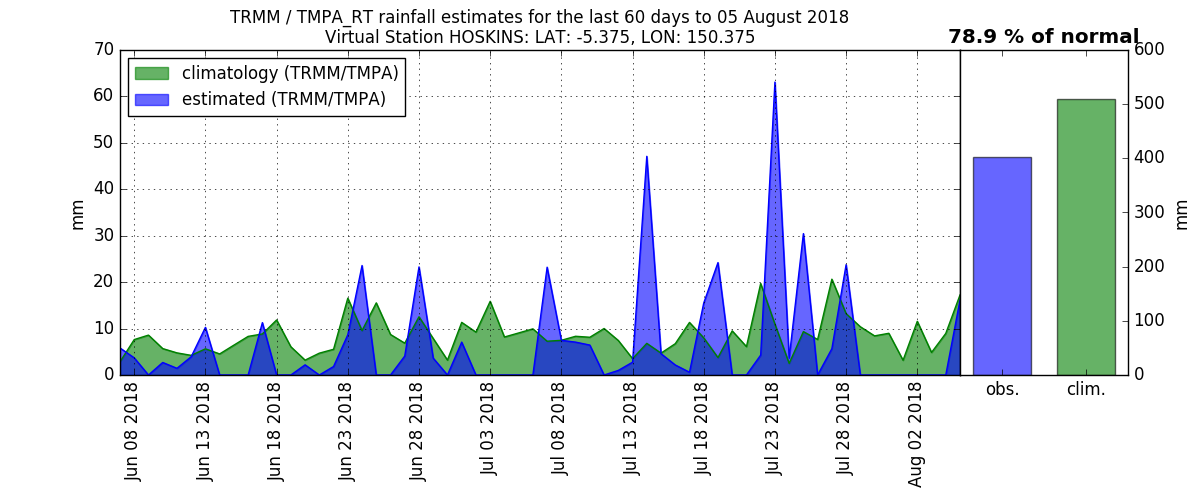 TRMM / TMPA_RT rainfall estimates for the last 60 days to 05 August 2018
Virtual Station HOSKINS: LAT: -5.375, LON: 150.375
78.9 % of normal
climatology (TRMM/TMPA)
estimated (TRMM/TMPA)
70
60
50
40
30
20
10
0
mm
Jun 08 2018
Jun 13 2018
Jun 18 2018
Jun 23 2018
Jun 28 2018
Jul 03 2018
Jul 08 2018
Jul 13 2018
Jul 18 2018
Jul 23 2018
Jul 28 2018
Aug 02 2018
obs.
clim.
600
500
400
300
200
100
0
mm